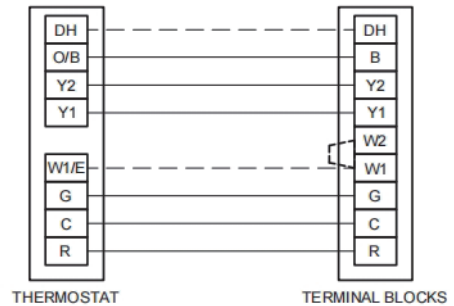 DH DH
O/B B
Y2 Y2
Y1 Y1
W2
W1/E W1
G G
C C
R R
THERMOSTAT TERMINAL BLOCKS